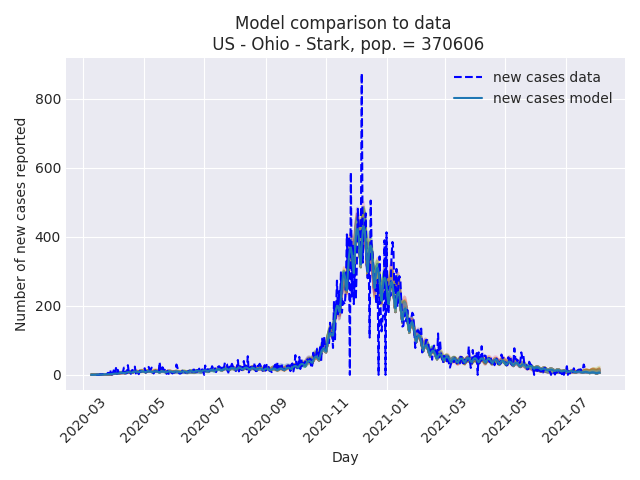 Model comparison to data
US - Ohio - Stark, pop. = 370606
new cases data
new cases model
Number of new cases reported
800
600
400
200
0
2020-03
2020-05
2020-07
2020-09
2020-11
2021-01
2021-03
2021-05
2021-07
Day